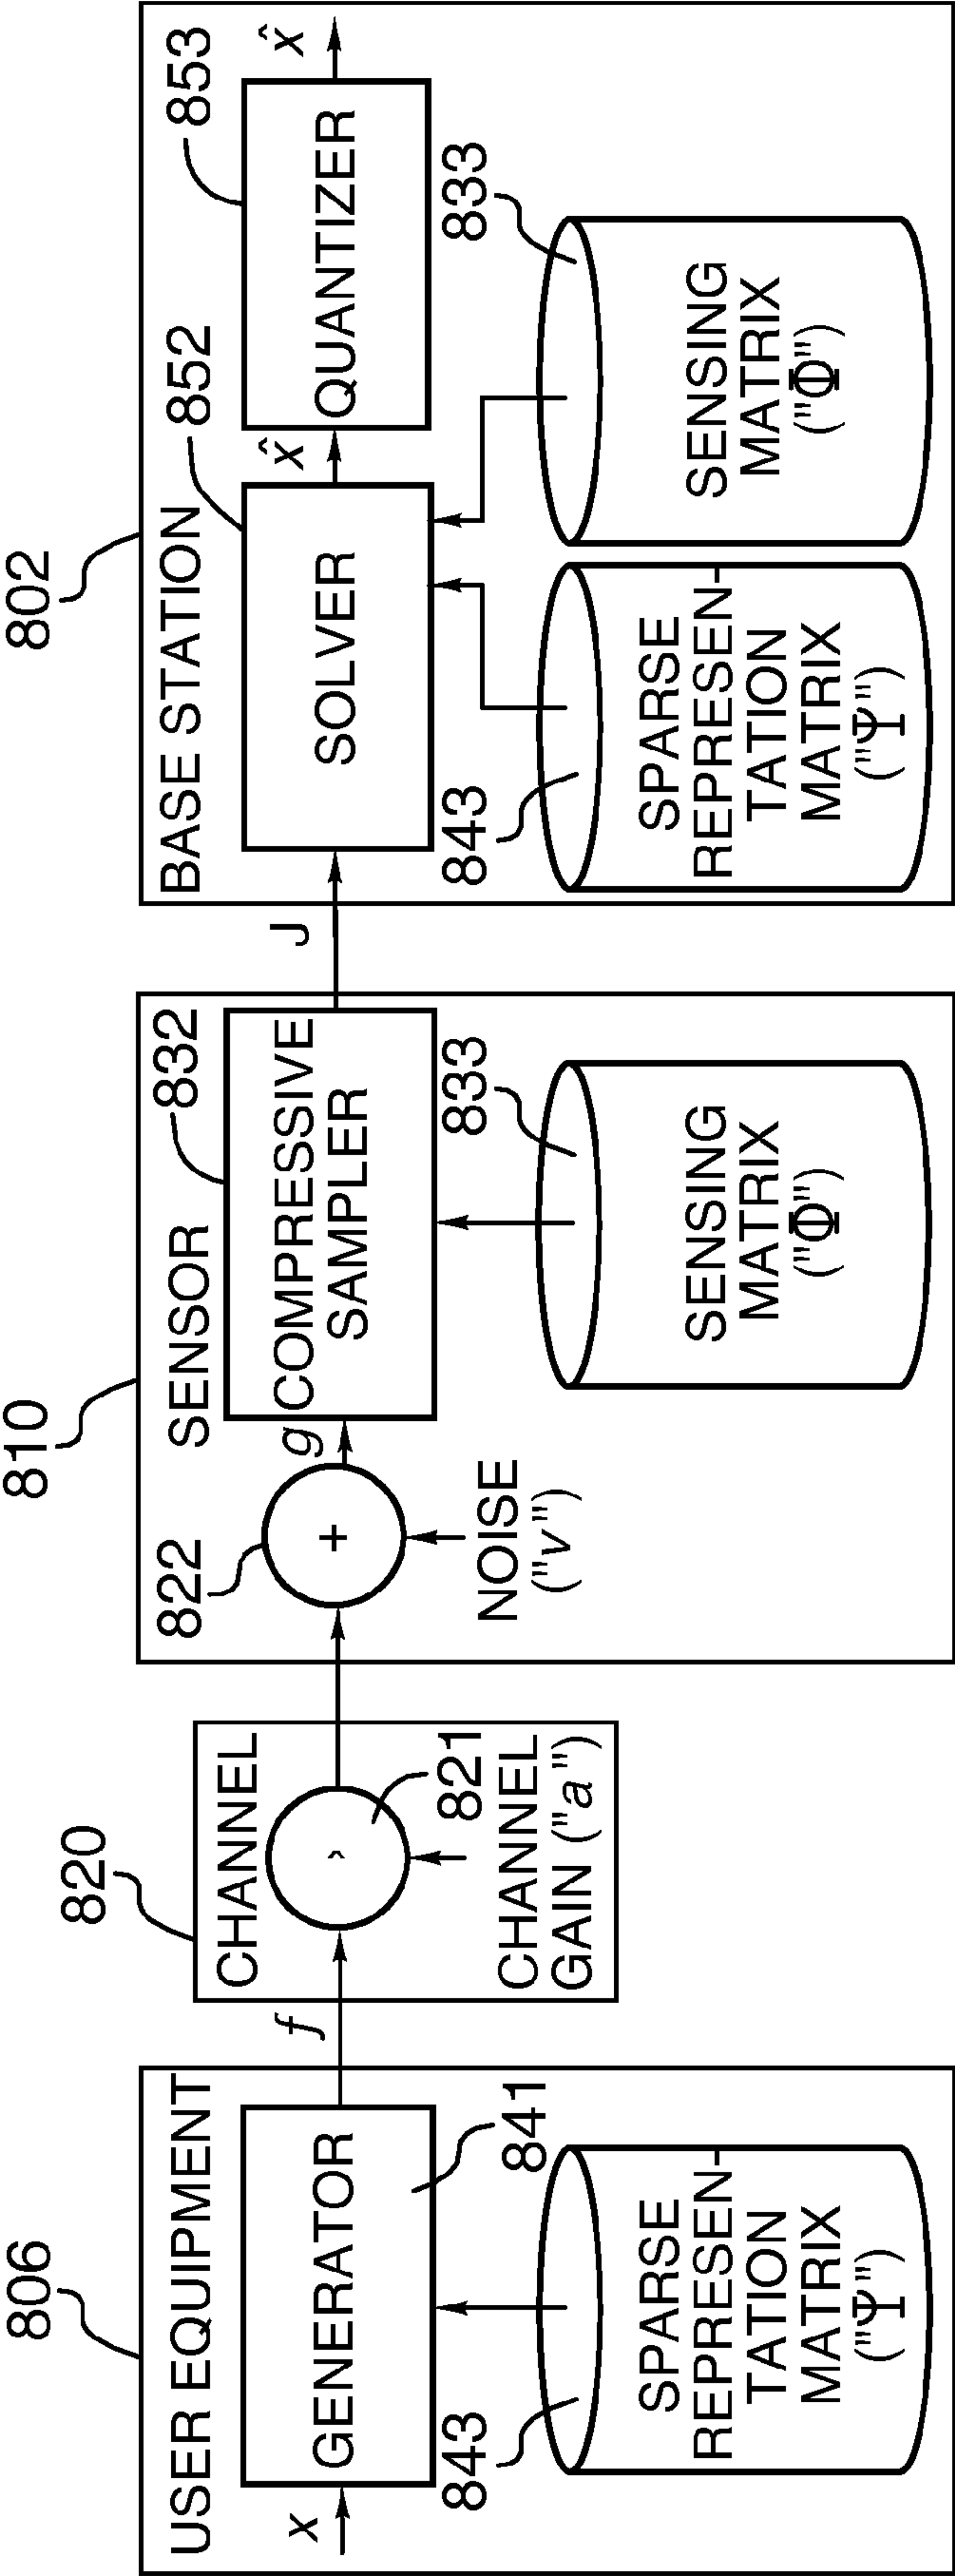 806
USER EQUIPMENT
x
GENERATOR
841
843
SPARSE
REPRESEN-
TATION
MATRIX
("Ψ")
f
820
CHANNEL
^
821
CHANNEL
GAIN ("a")
810
SENSOR
822
+
NOISE
("v")
g
832
COMPRESSIVE
SAMPLER
833
SENSING
MATRIX
("Φ")
J
802
BASE STATION
852
SOLVER
x̂
853
QUANTIZER
x̂
843
SPARSE
REPRESEN-
TATION
MATRIX
("Ψ")
833
SENSING
MATRIX
("Φ")